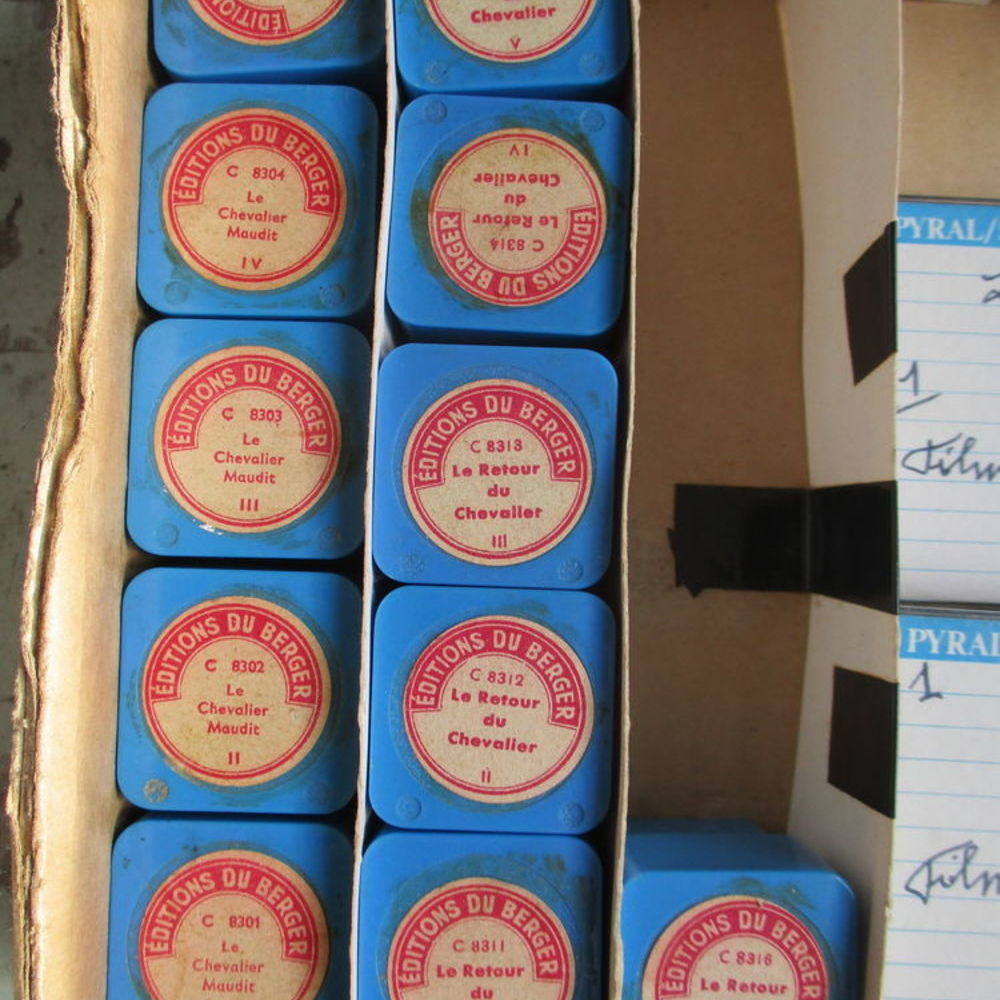 ÉDITIONS
Chevalier
V
ÉDITIONS DU BERGER
C 8304
Le
Chevalier
Maudit
IV
ÉDITIONS DU BERGER
C 8314
Le Retour
du
Chevalier
IV
ÉDITIONS DU BERGER
C 8303
Le
Chevalier
Maudit
III
ÉDITIONS DU BERGER
C 8313
Le Retour
du
Chevalier
III
ÉDITIONS DU BERGER
C 8302
Le
Chevalier
Maudit
II
ÉDITIONS DU BERGER
C 8312
Le Retour
du
Chevalier
II
ÉDITIONS DU BERGER
C 8301
Le
Chevalier
Maudit
ÉDITIONS DU BERGER
C 8311
Le Retour
du
ÉDITIONS DU BERGER
C 8316
Le Retour
PYRAL/
1
Film
PYRAL
1
Film